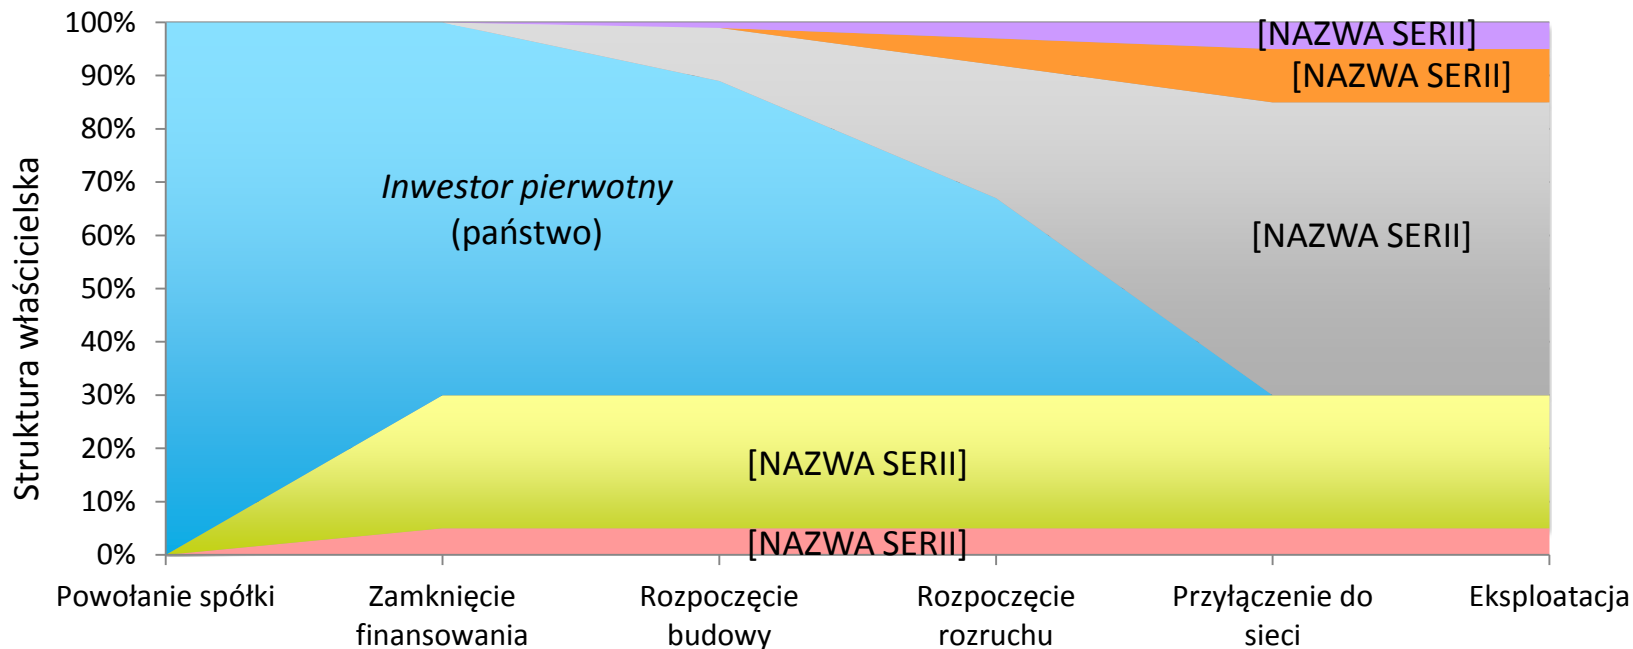 Struktura właścicielska
100%
90%
80%
70%
60%
50%
40%
30%
20%
10%
0%
[NAZWA SERII]
[NAZWA SERII]
Inwestor pierwotny
(państwo)
[NAZWA SERII]
[NAZWA SERII]
[NAZWA SERII]
Powołanie spółki
Zamknięcie
finansowania
Rozpoczęcie
budowy
Rozpoczęcie
rozruchu
Przyłączenie do
sieci
Eksploatacja